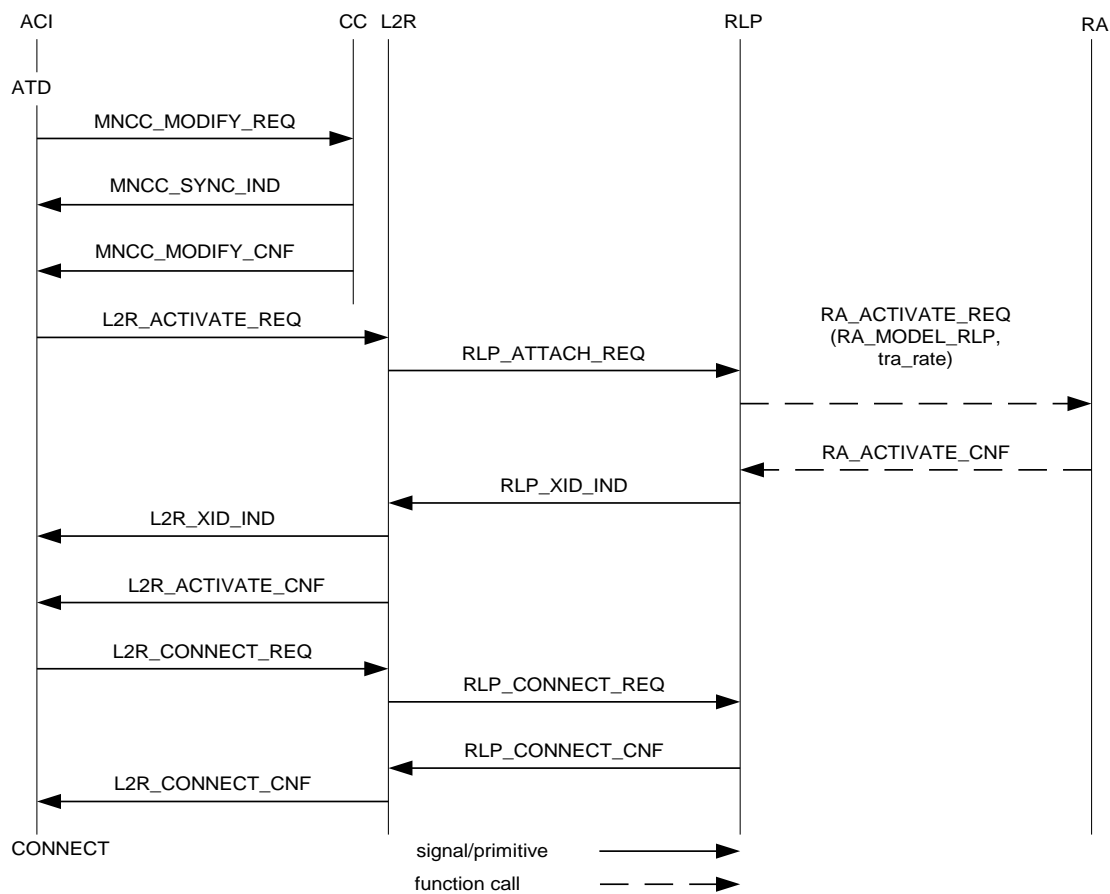 ACI
CC
L2R
RLP
RA
ATD
MNCC_MODIFY_REQ
MNCC_SYNC_IND
MNCC_MODIFY_CNF
L2R_ACTIVATE_REQ
RA_ACTIVATE_REQ
(RA_MODEL_RLP,
tra_rate)
RLP_ATTACH_REQ
RA_ACTIVATE_CNF
RLP_XID_IND
L2R_XID_IND
L2R_ACTIVATE_CNF
L2R_CONNECT_REQ
RLP_CONNECT_REQ
RLP_CONNECT_CNF
L2R_CONNECT_CNF
CONNECT
signal/primitive
function call